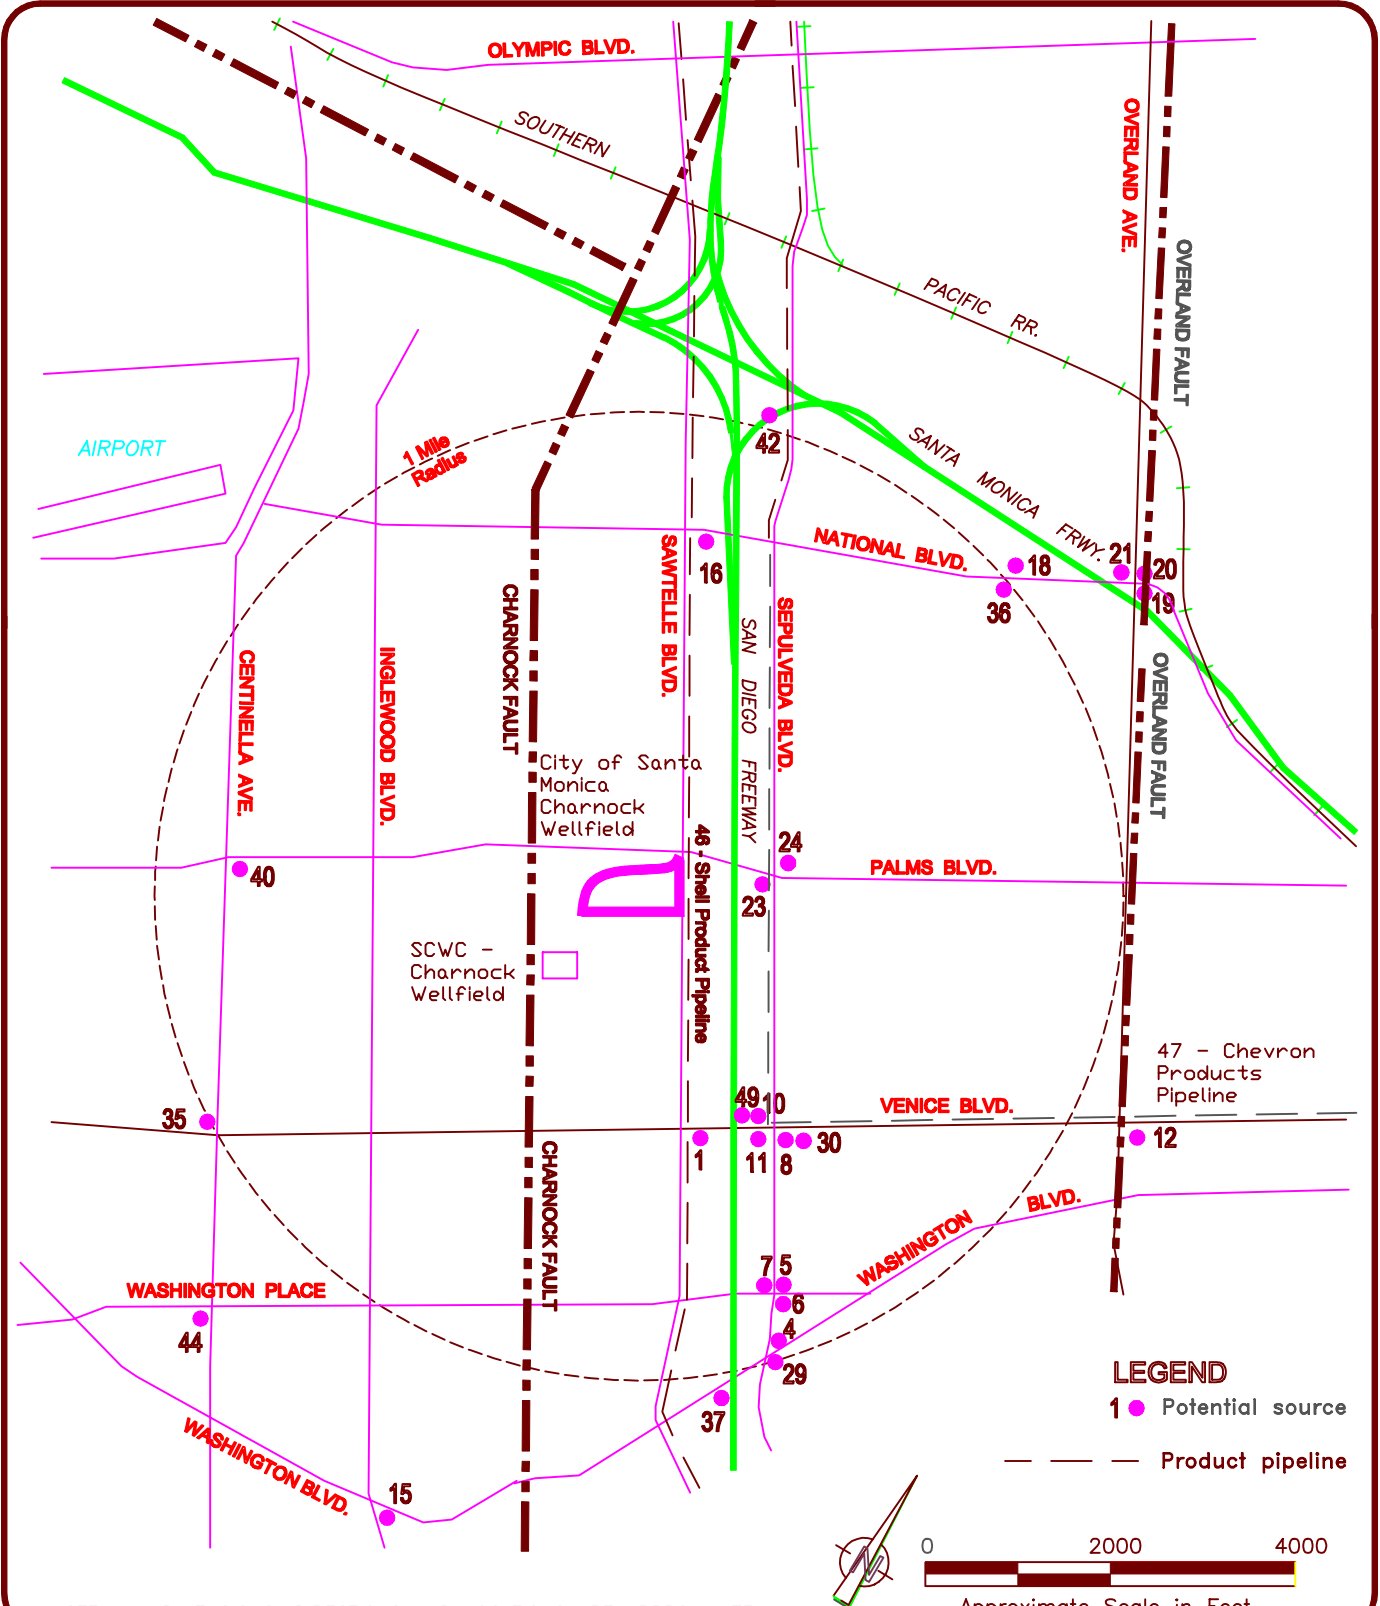 OLYMPIC BLVD.
SOUTHERN
OVERLAND AVE.
OVERLAND FAULT
PACIFIC RR.
AIRPORT
1 Mile
Radius
42
SANTA MONICA FRWY.
16
SAWTELLE BLVD.
NATIONAL BLVD.
18
36
21
20
19
CHARNOCK FAULT
SAN DIEGO FREEWAY
SEPULVEDA BLVD.
CENTINELLA AVE.
INGLEWOOD BLVD.
OVERLAND FAULT
City of Santa
Monica
Charnock
Wellfield
46 - Shell Product Pipeline
24
PALMS BLVD.
40
23
SCWC -
Charnock
Wellfield
47 - Chevron
Products
Pipeline
49
10
VENICE BLVD.
35
1
11
8
30
12
CHARNOCK FAULT
WASHINGTON BLVD.
7
5
WASHINGTON PLACE
6
44
4
29
37
WASHINGTON BLVD.
15
LEGEND
1 Potential source
Product pipeline
N
0 2000 4000
Approximate Scale in Feet